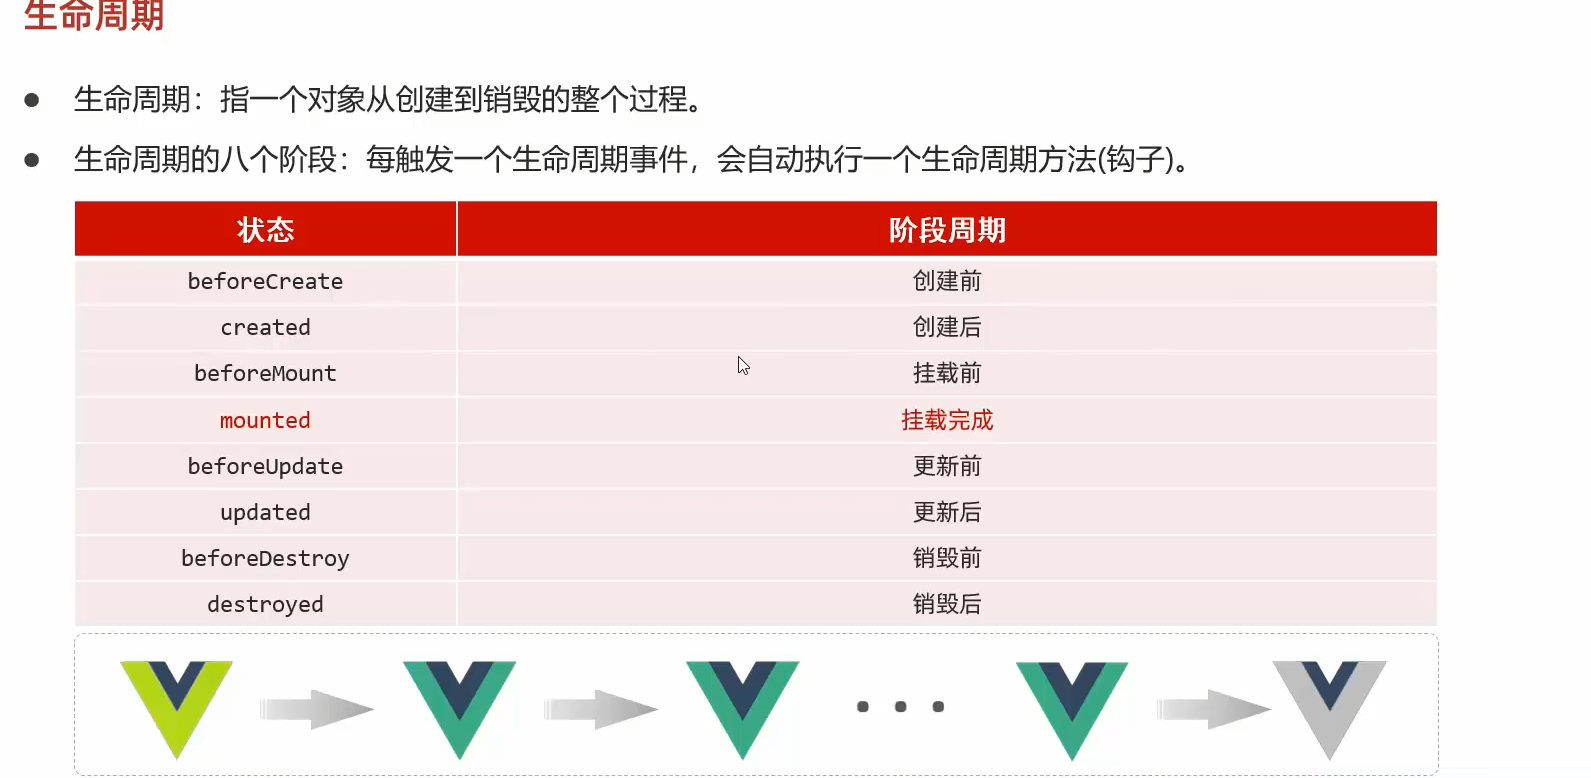 生命周期
生命周期：指一个对象从创建到销毁的整个过程。
生命周期的八个阶段：每触发一个生命周期事件，会自动执行一个生命周期方法(钩子)。
状态 阶段周期
beforeCreate 创建前
created 创建后
beforeMount 挂载前
mounted 挂载完成
beforeUpdate 更新前
updated 更新后
beforeDestroy 销毁前
destroyed 销毁后